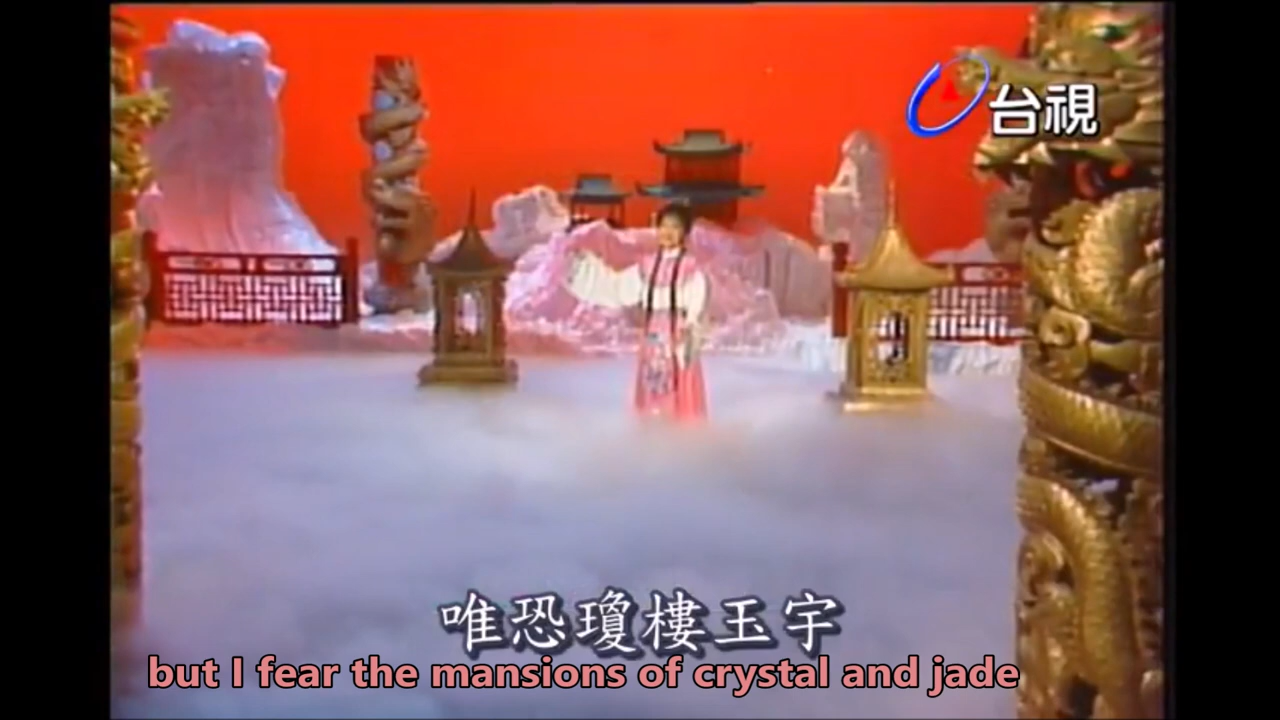 台視
唯恐瓊樓玉宇
but I fear the mansions of crystal and jade